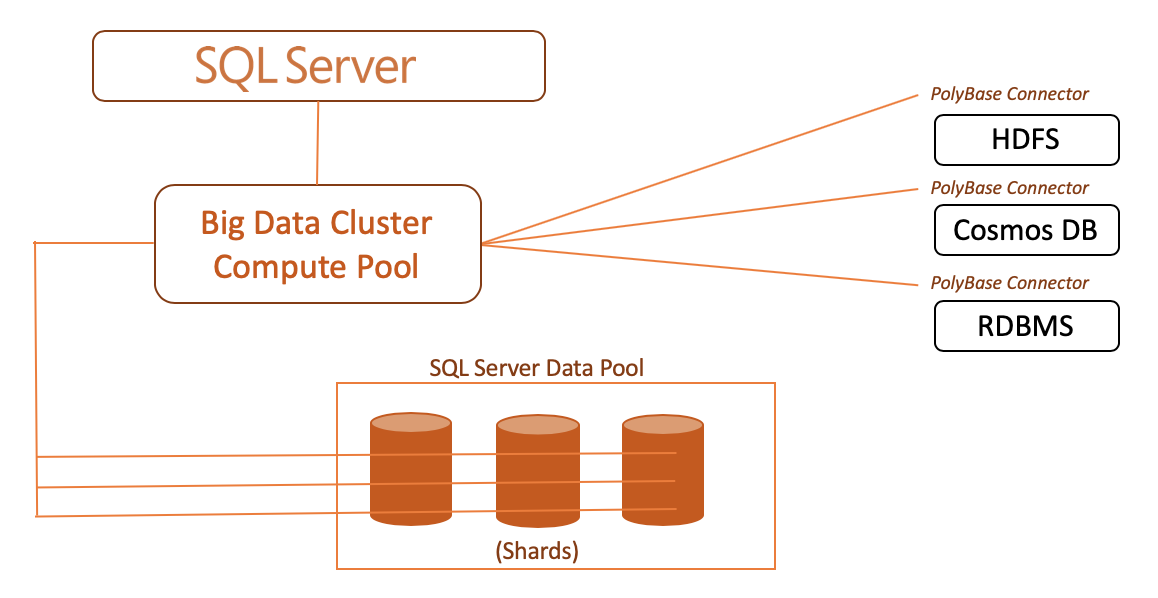 SQL Server
Big Data Cluster
Compute Pool
PolyBase Connector
HDFS
PolyBase Connector
Cosmos DB
PolyBase Connector
RDBMS
SQL Server Data Pool
(Shards)